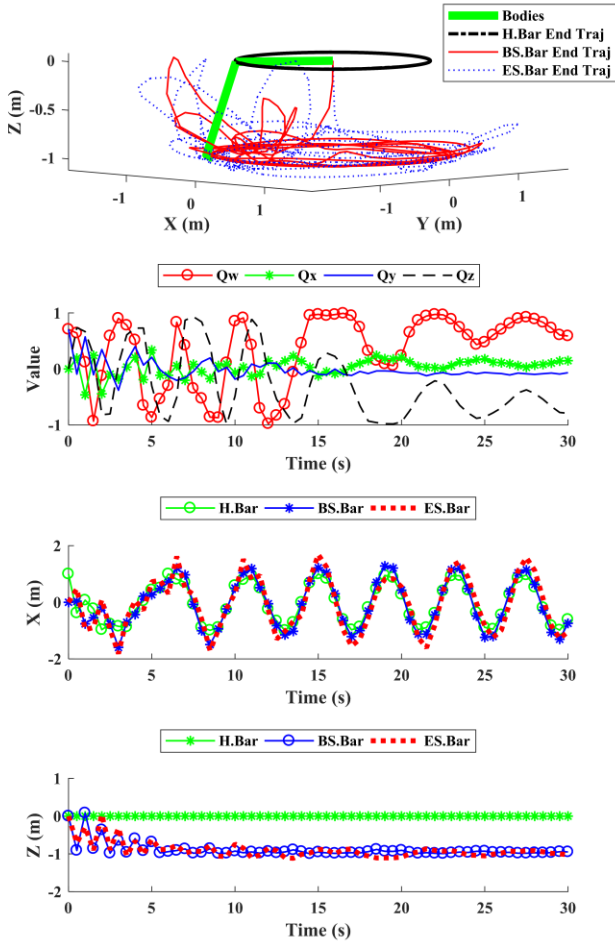 Bodies
H.Bar End Traj
BS.Bar End Traj
ES.Bar End Traj
0
-0.5
-1
Z (m)
-1
0
1
X (m)
-1
0
1
Y (m)
Qw Qx Qy Qz
1
0
-1
Value
0 5 10 15 20 25 30
Time (s)
H.Bar BS.Bar ES.Bar
2
0
-2
X (m)
0 5 10 15 20 25 30
Time (s)
H.Bar BS.Bar ES.Bar
1
0
-1
-2
Z (m)
0 5 10 15 20 25 30
Time (s)